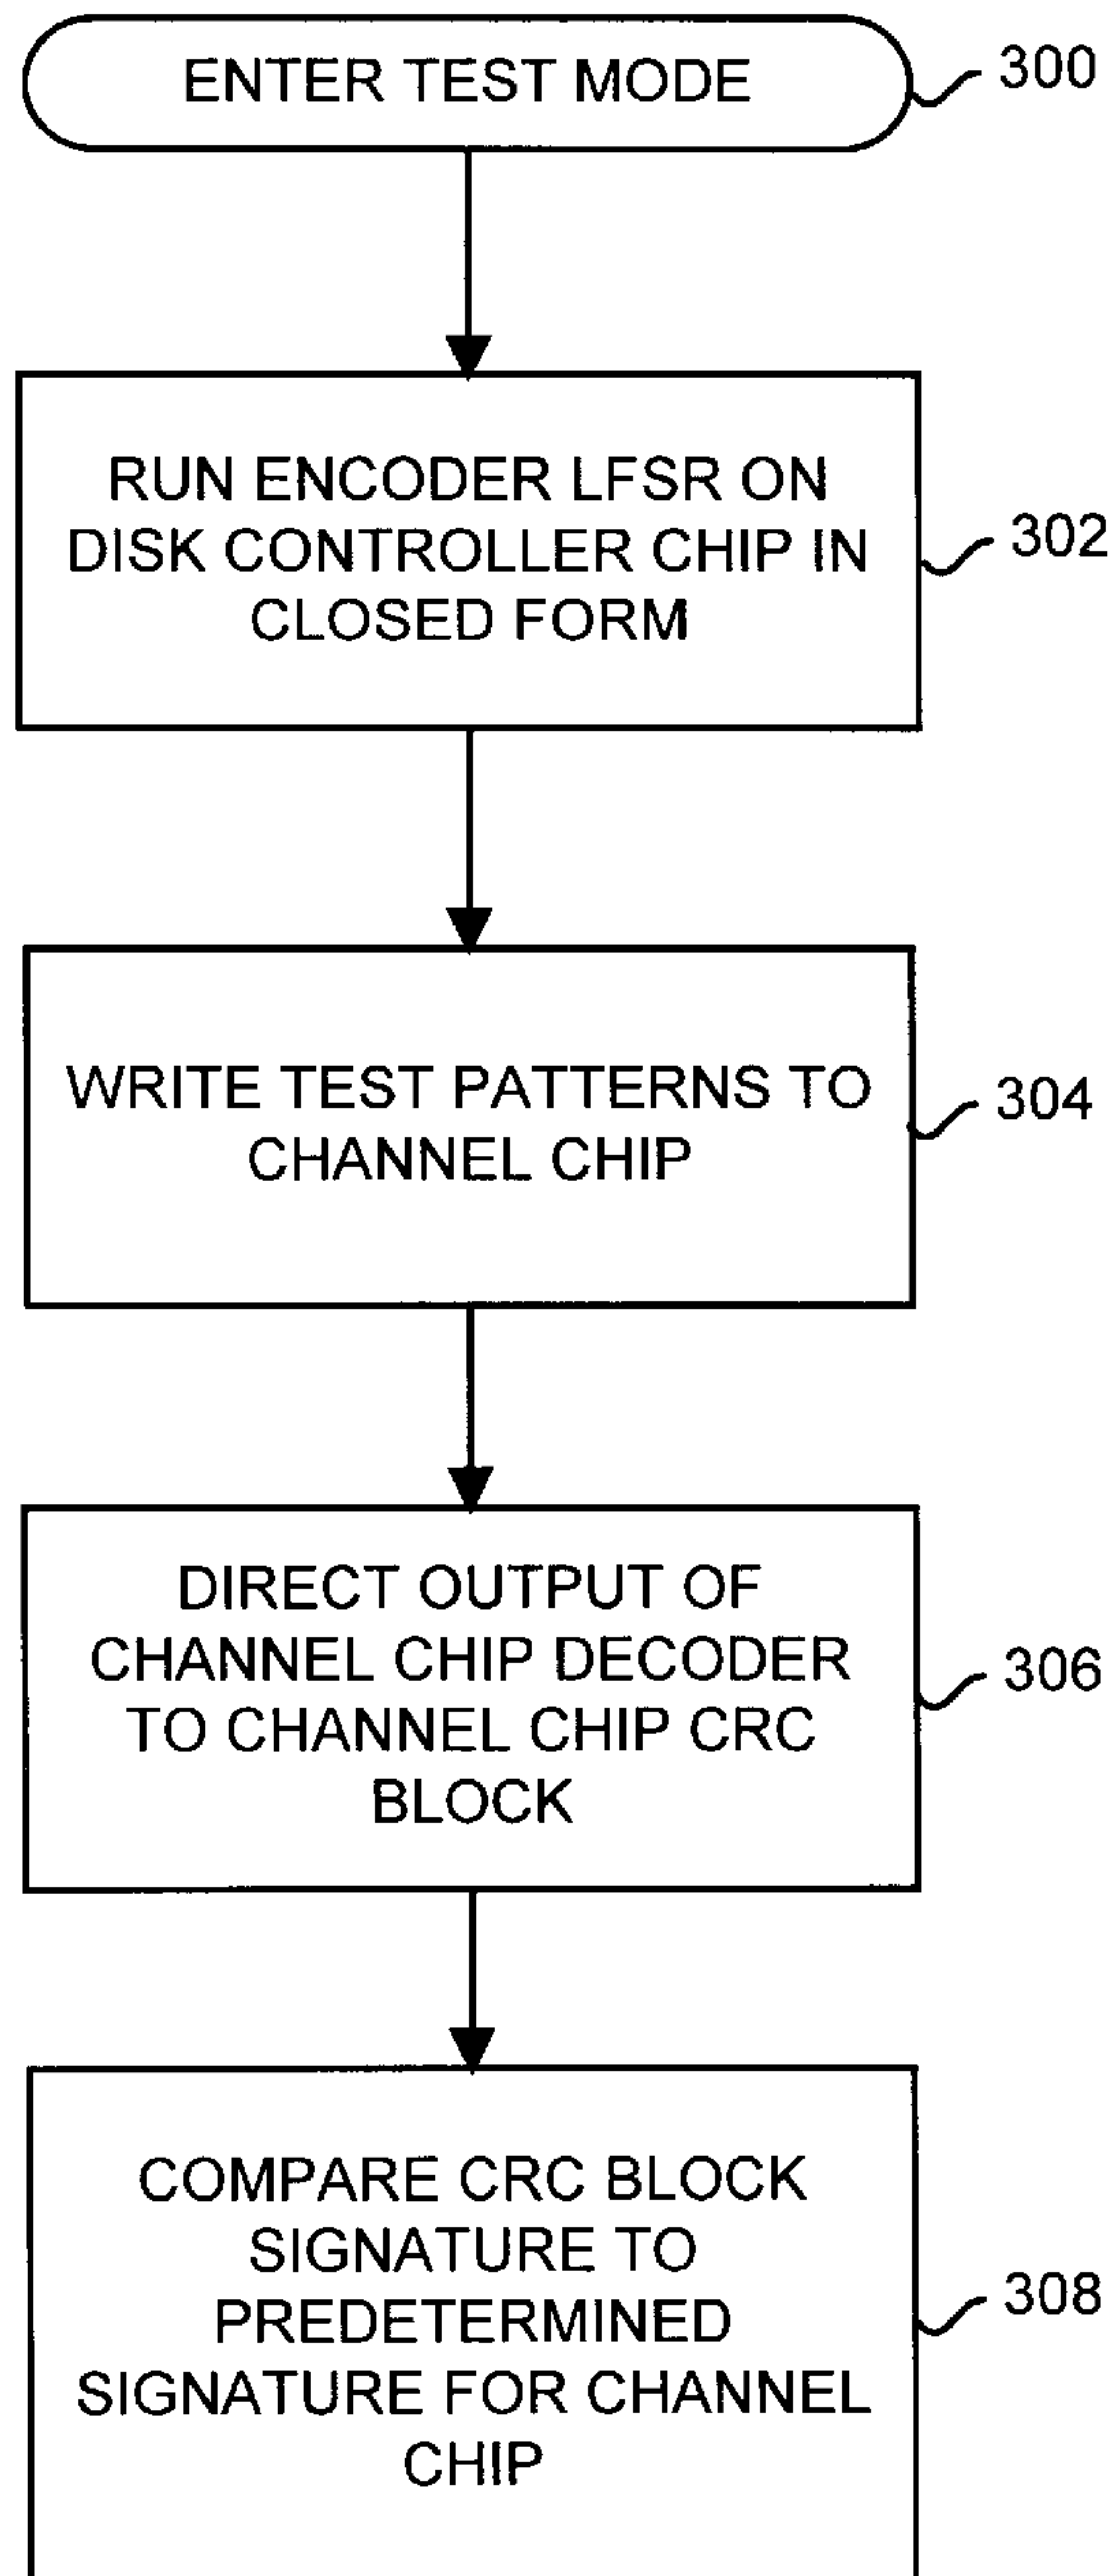 ENTER TEST MODE
300
RUN ENCODER LFSR ON
DISK CONTROLLER CHIP IN
CLOSED FORM
302
WRITE TEST PATTERNS TO
CHANNEL CHIP
304
DIRECT OUTPUT OF
CHANNEL CHIP DECODER
TO CHANNEL CHIP CRC
BLOCK
306
COMPARE CRC BLOCK
SIGNATURE TO
PREDETERMINED
SIGNATURE FOR CHANNEL
CHIP
308